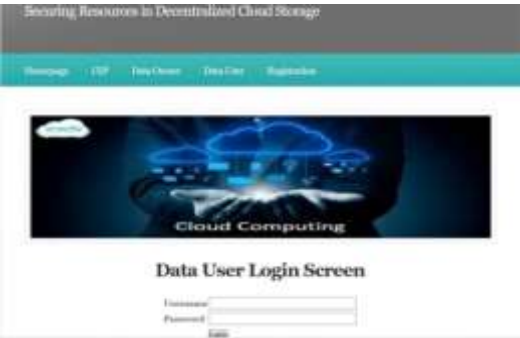 Securing Resources in Decentralized Cloud Storage
Homepage CSP Data Owner Data User Registration
Cloud Computing
Data User Login Screen
Username
Password
Login